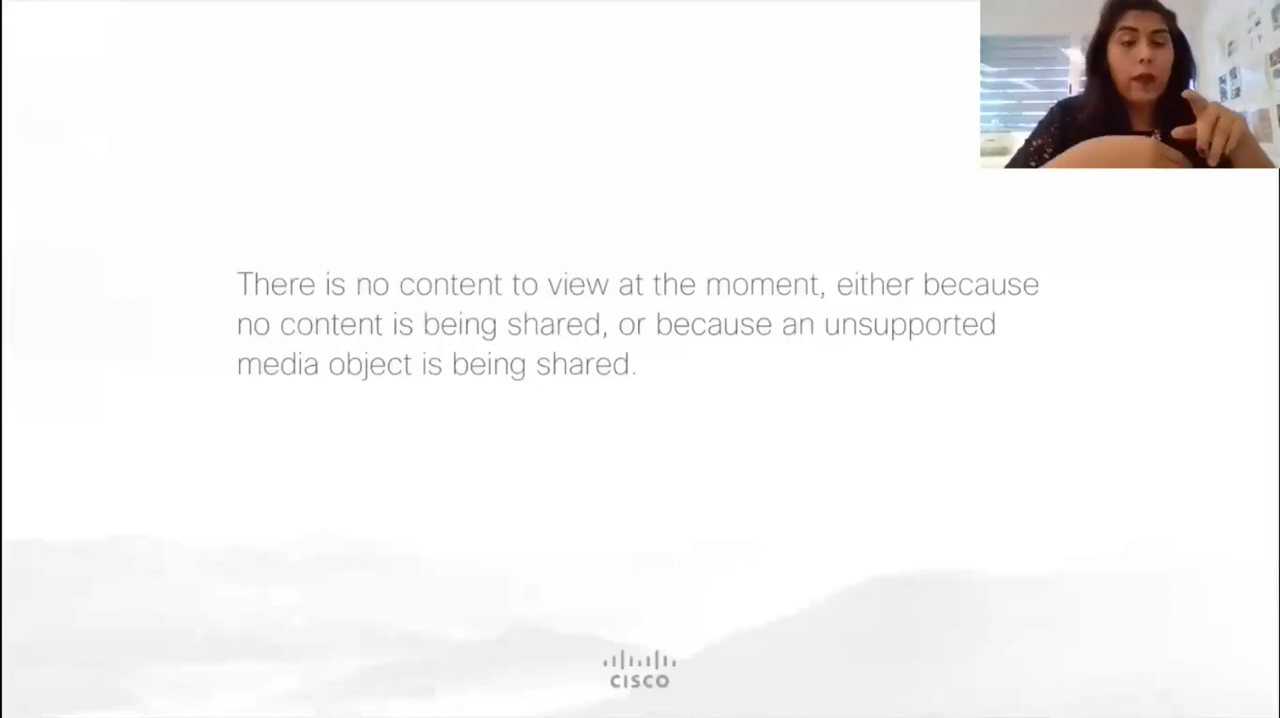 There is no content to view at the moment, either because
no content is being shared, or because an unsupported
media object is being shared.
CISCO